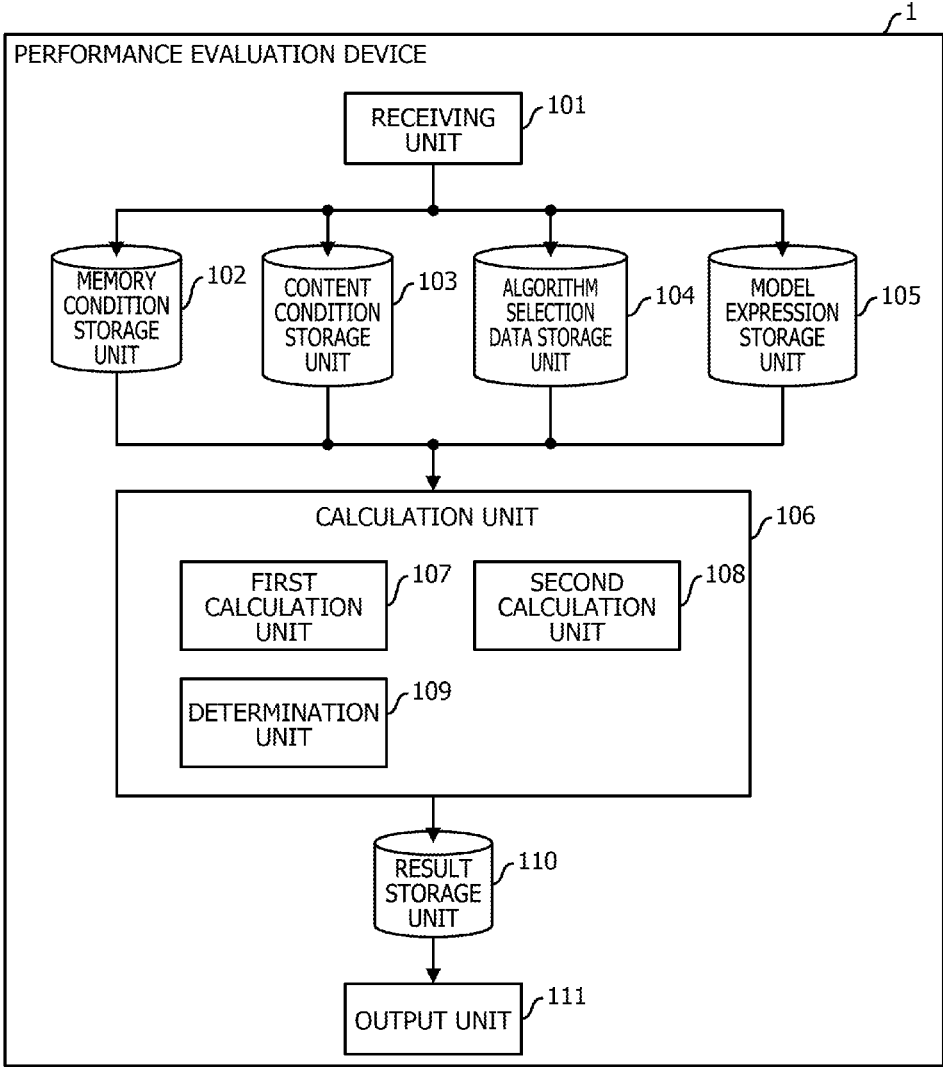 1
PERFORMANCE EVALUATION DEVICE
RECEIVING
UNIT
101
MEMORY
CONDITION
STORAGE
UNIT
102
CONTENT
CONDITION
STORAGE
UNIT
103
ALGORITHM
SELECTION
DATA STORAGE
UNIT
104
MODEL
EXPRESSION
STORAGE
UNIT
105
CALCULATION UNIT
106
FIRST
CALCULATION
UNIT
107
SECOND
CALCULATION
UNIT
108
DETERMINATION
UNIT
109
RESULT
STORAGE
UNIT
110
OUTPUT UNIT
111